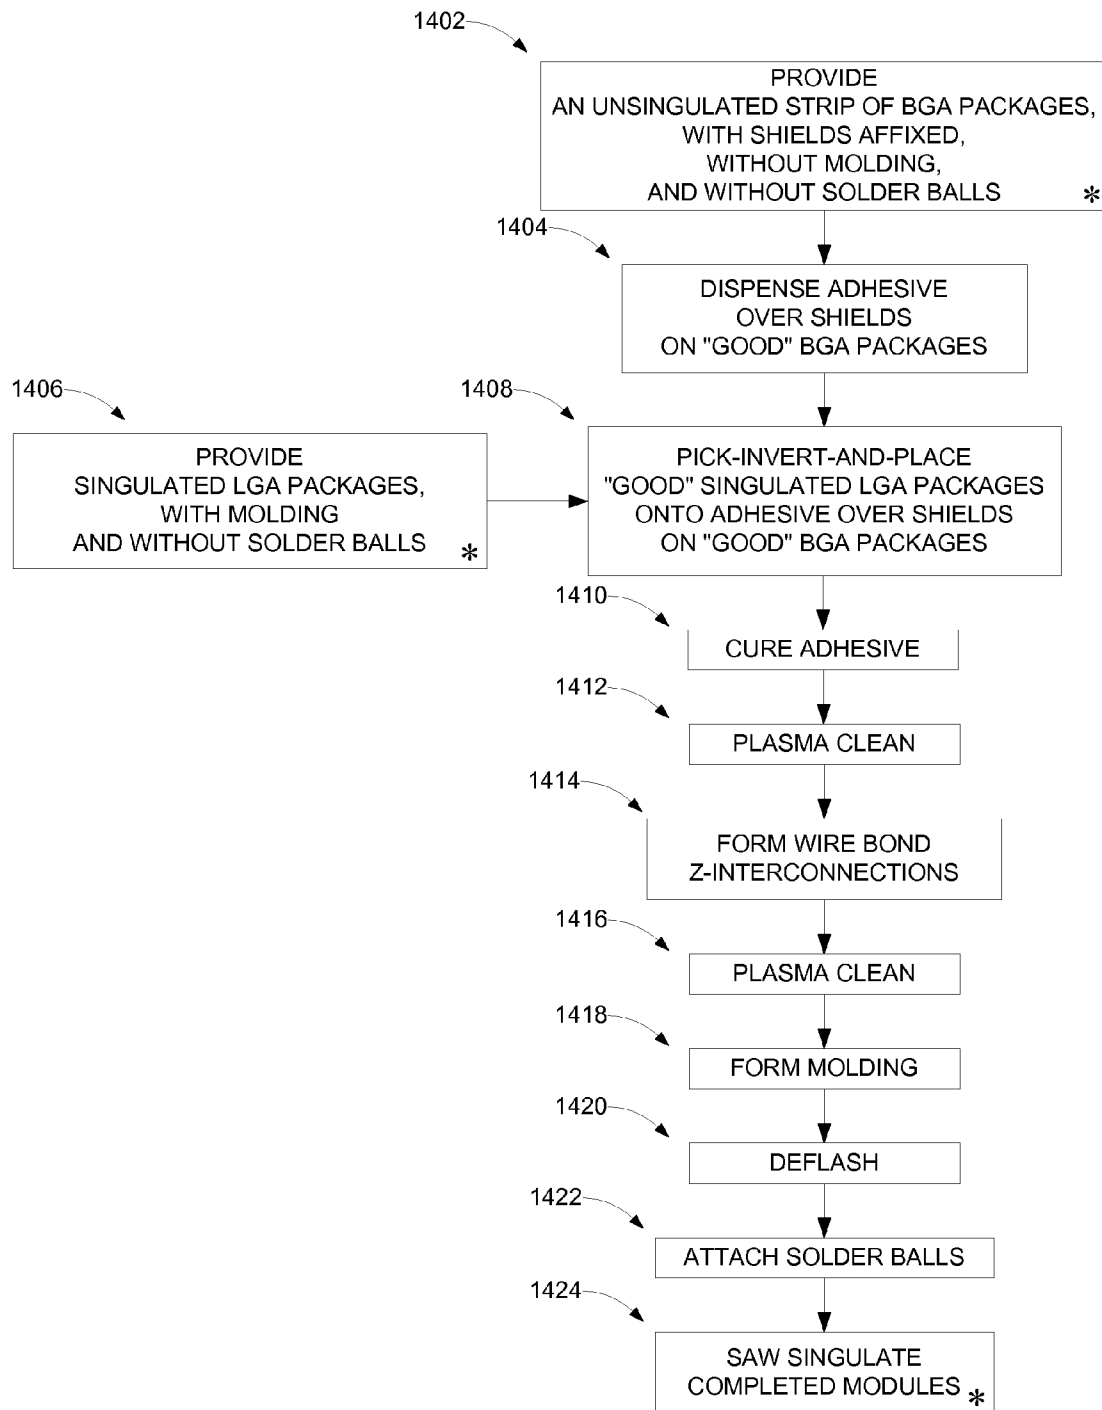 1402
PROVIDE
AN UNSINGULATED STRIP OF BGA PACKAGES,
WITH SHIELDS AFFIXED,
WITHOUT MOLDING,
AND WITHOUT SOLDER BALLS *
1404
DISPENSE ADHESIVE
OVER SHIELDS
ON "GOOD" BGA PACKAGES
1406
PROVIDE
SINGULATED LGA PACKAGES,
WITH MOLDING
AND WITHOUT SOLDER BALLS *
1408
PICK-INVERT-AND-PLACE
"GOOD" SINGULATED LGA PACKAGES
ONTO ADHESIVE OVER SHIELDS
ON "GOOD" BGA PACKAGES
1410
CURE ADHESIVE
1412
PLASMA CLEAN
1414
FORM WIRE BOND
Z-INTERCONNECTIONS
1416
PLASMA CLEAN
1418
FORM MOLDING
1420
DEFLASH
1422
ATTACH SOLDER BALLS
1424
SAW SINGULATE
COMPLETED MODULES *